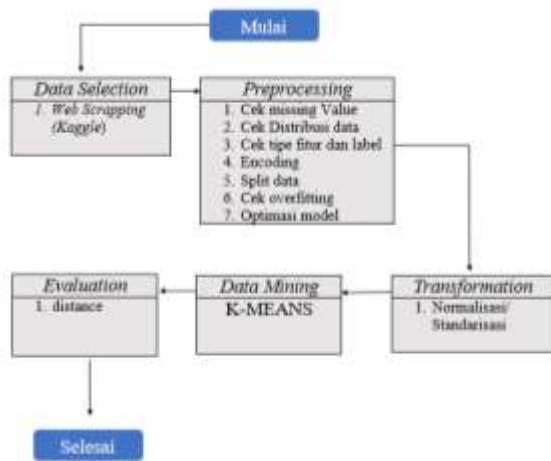 Mulai
Data Selection
1. Web Scrapping
(Kaggle)
Preprocessing
1. Cek missing Value
2. Cek Distribusi data
3. Cek tipe fitur dan label
4. Encoding
5. Split data
6. Cek overfitting
7. Optimasi model
Transformation
1. Normalisasi/
Standarisasi
Data Mining
K-MEANS
Evaluation
1. distance
Selesai